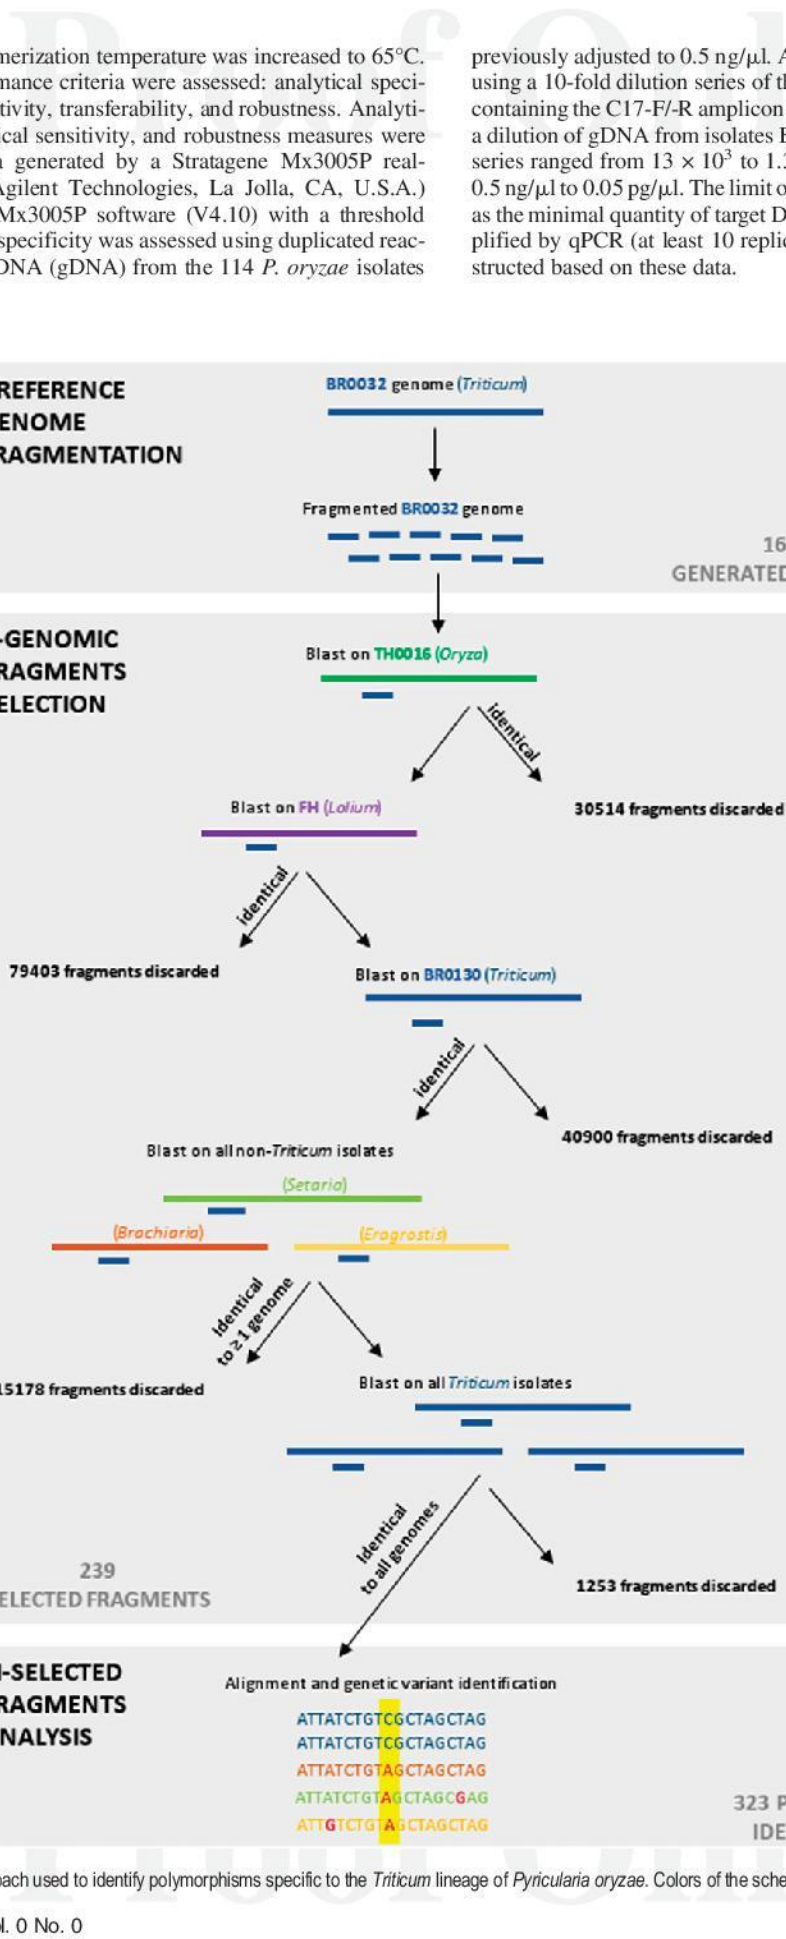 merization temperature was increased to 65°C.
mance criteria were assessed: analytical speci-
tivity, transferability, and robustness. Analyti-
ical sensitivity, and robustness measures were
generated by a Stratagene Mx3005P real-
Agilent Technologies, La Jolla, CA, U.S.A.)
Mx3005P software (V4.10) with a threshold
specificity was assessed using duplicated reac-
DNA (gDNA) from the 114 P. oryzae isolates
previously adjusted to 0.5 ng/μl. A
using a 10-fold dilution series of th
containing the C17-F/-R amplicon
a dilution of gDNA from isolates B
series ranged from 13 × 10³ to 1.3
0.5 ng/μl to 0.05 pg/μl. The limit o
as the minimal quantity of target D
plified by qPCR (at least 10 replic
structed based on these data.
REFERENCE
ENOME
RAGMENTATION
BR0032 genome (Triticum)
Fragmented BR0032 genome
16
GENERATED
-GENOMIC
RAGMENTS
ELECTION
Blast on TH0016 (Oryza)
identical
30514 fragments discarded
Blast on FH (Lolium)
identical
79403 fragments discarded
Blast on BR0130 (Triticum)
identical
40900 fragments discarded
Blast on all non-Triticum isolates
(Setaria)
(Brachiaria)
(Eragrostis)
Identical
to ≥1 genome
15178 fragments discarded
Blast on all Triticum isolates
Identical
to all genomes
1253 fragments discarded
239
ELECTED FRAGMENTS
I-SELECTED
RAGMENTS
NALYSIS
Alignment and genetic variant identification
ATTATCTGTCGCTAGCTAG
ATTATCTGTCGCTAGCTAG
ATTATCTGTAGCTAGCTAG
ATTATCTGTAGCTAGCGAG
ATTGTCTGTAGCTAGCTAG
323 P
IDE
oach used to identify polymorphisms specific to the Triticum lineage of Pyricularia oryzae. Colors of the sche
l. 0 No. 0